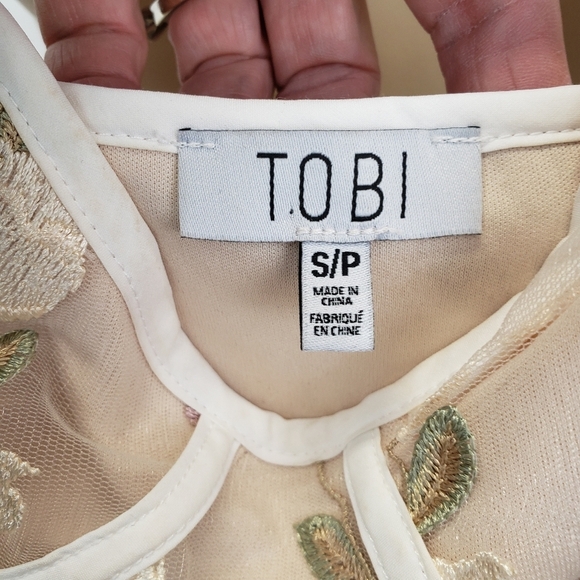 TOBI
S/P
MADE IN
CHINA
FABRIQUÉ
EN CHINE